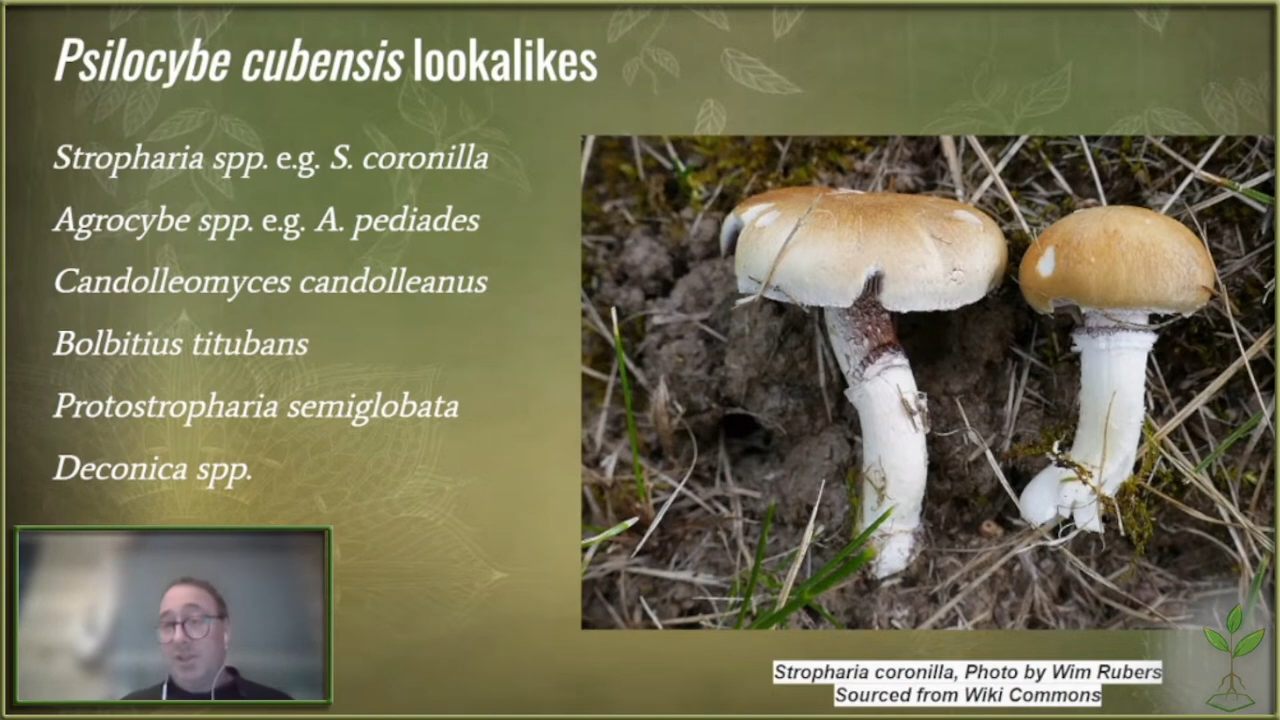 Psilocybe cubensis lookalikes
Stropharia spp. e.g. S. coronilla
Agrocybe spp. e.g. A. pediades
Candolleomyces candolleanus
Bolbitius titubans
Protostropharia semiglobata
Deconica spp.
Stropharia coronilla, Photo by Wim Rubers
Sourced from Wiki Commons